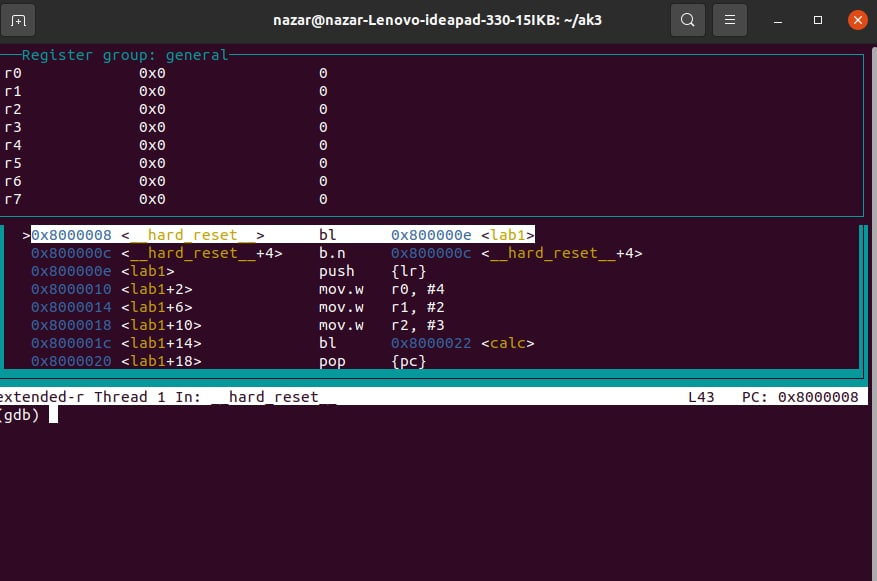 nazar@nazar-Lenovo-ideapad-330-15IKB: ~/ak3
Register group: general
r0 0x0 0
r1 0x0 0
r2 0x0 0
r3 0x0 0
r4 0x0 0
r5 0x0 0
r6 0x0 0
r7 0x0 0
>0x8000008 <__hard_reset__> bl 0x800000e <lab1>
0x800000c <__hard_reset__+4> b.n 0x800000c <__hard_reset__+4>
0x800000e <lab1> push {lr}
0x8000010 <lab1+2> mov.w r0, #4
0x8000014 <lab1+6> mov.w r1, #2
0x8000018 <lab1+10> mov.w r2, #3
0x800001c <lab1+14> bl 0x8000022 <calc>
0x8000020 <lab1+18> pop {pc}
extended-r Thread 1 In: __hard_reset__ L43 PC: 0x8000008
(gdb)